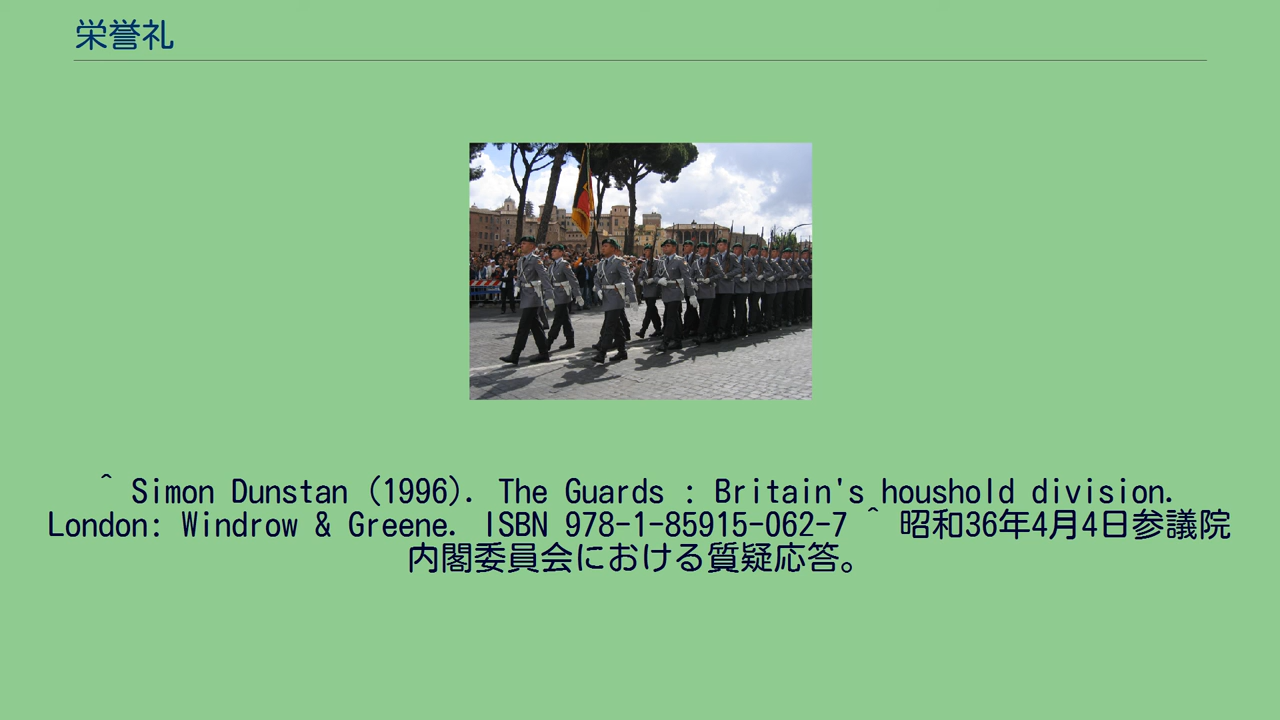 栄誉礼
^ Simon Dunstan (1996). The Guards : Britain's houshold division.
London: Windrow & Greene. ISBN 978-1-85915-062-7 ^ 昭和36年4月4日参議院
内閣委員会における質疑応答。